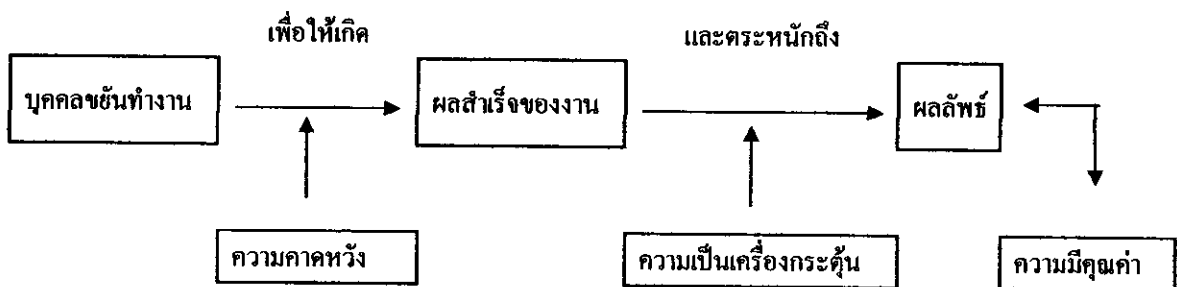 เพื่อให้เกิด
และตระหนักถึง
บุคคลขยันทำงาน
ผลสำเร็จของงาน
ผลลัพธ์
ความคาดหวัง
ความเป็นเครื่องกระตุ้น
ความมีคุณค่า